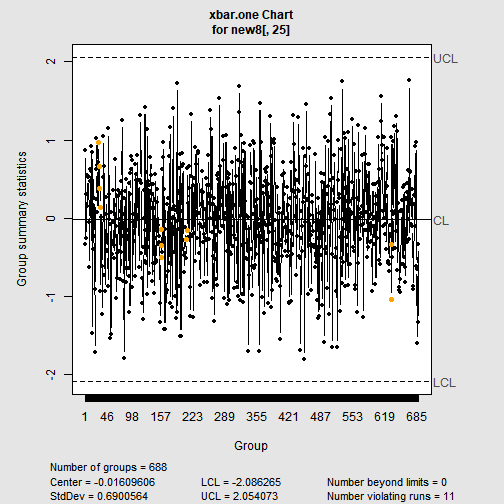 xbar.one Chart
for new8[, 25]
UCL
CL
LCL
Group summary statistics
2
1
0
-1
-2
1 46 98 157 223 289 355 421 487 553 619 685
Group
Number of groups = 688
Center = -0.01609606 LCL = -2.086265 Number beyond limits = 0
StdDev = 0.6900564 UCL = 2.054073 Number violating runs = 11